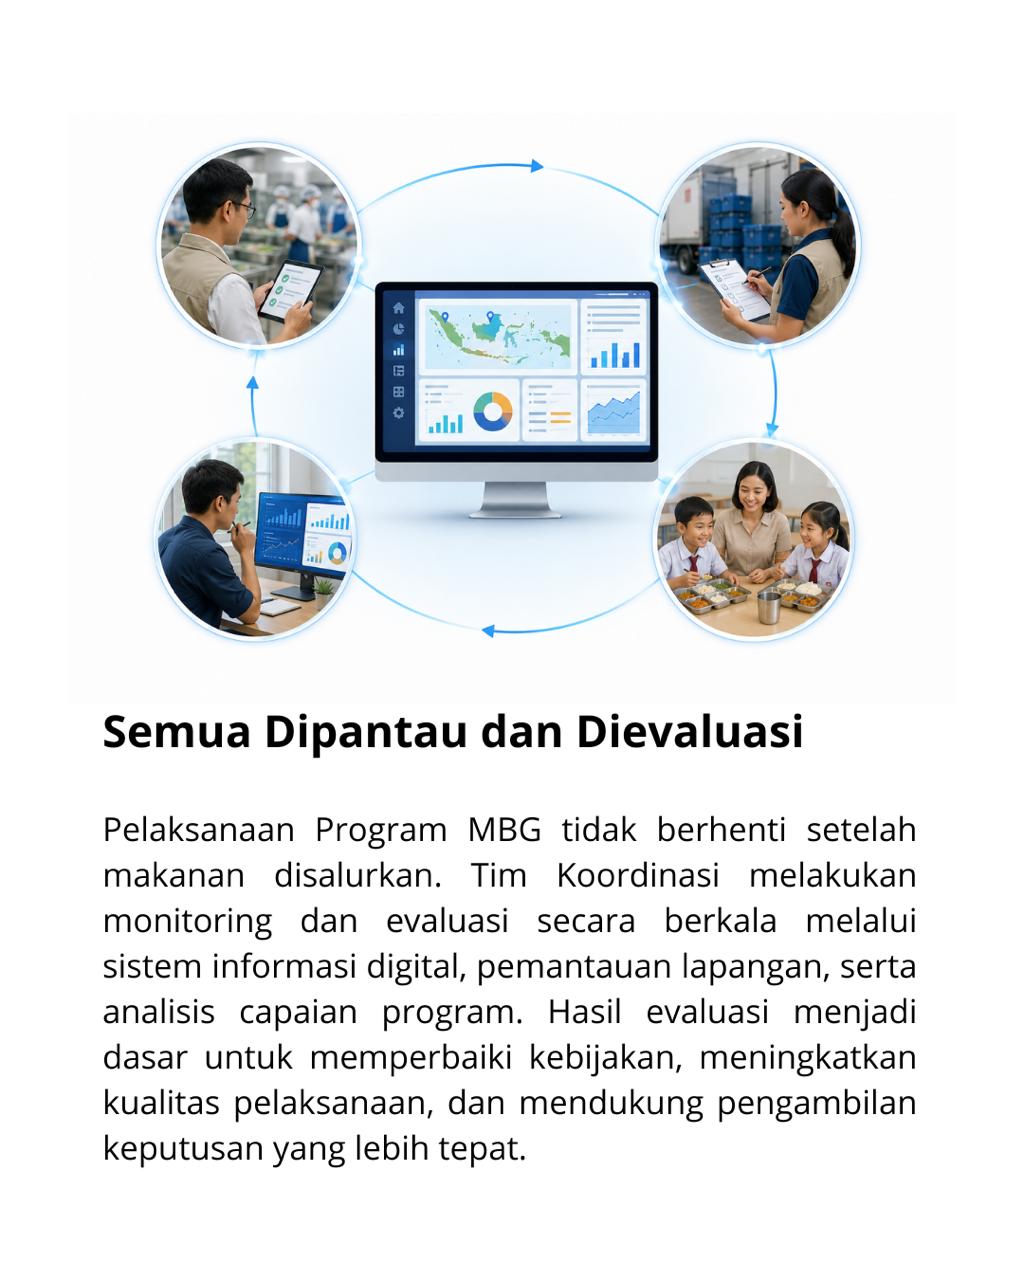 Semua Dipantau dan Dievaluasi
Pelaksanaan Program MBG tidak berhenti setelah
makanan disalurkan. Tim Koordinasi melakukan
monitoring dan evaluasi secara berkala melalui
sistem informasi digital, pemantauan lapangan, serta
analisis capaian program. Hasil evaluasi menjadi
dasar untuk memperbaiki kebijakan, meningkatkan
kualitas pelaksanaan, dan mendukung pengambilan
keputusan yang lebih tepat.